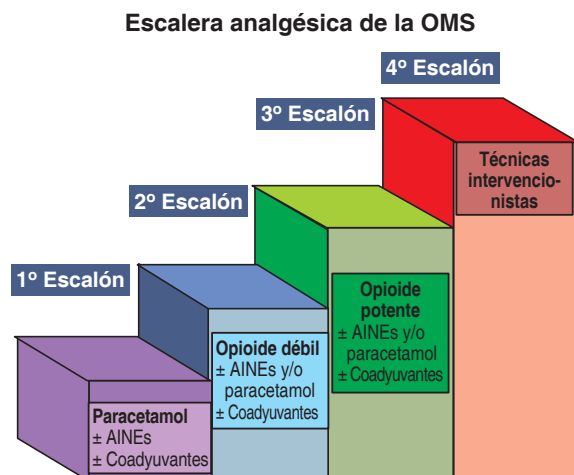 Escalera analgésica de la OMS
4º Escalón
3º Escalón
2º Escalón
1º Escalón
Técnicas
intervencio-
nistas
Opioide
potente
± AINEs y/o
paracetamol
± Coadyuvantes
Opioide débil
± AINEs y/o
paracetamol
± Coadyuvantes
Paracetamol
± AINEs
± Coadyuvantes